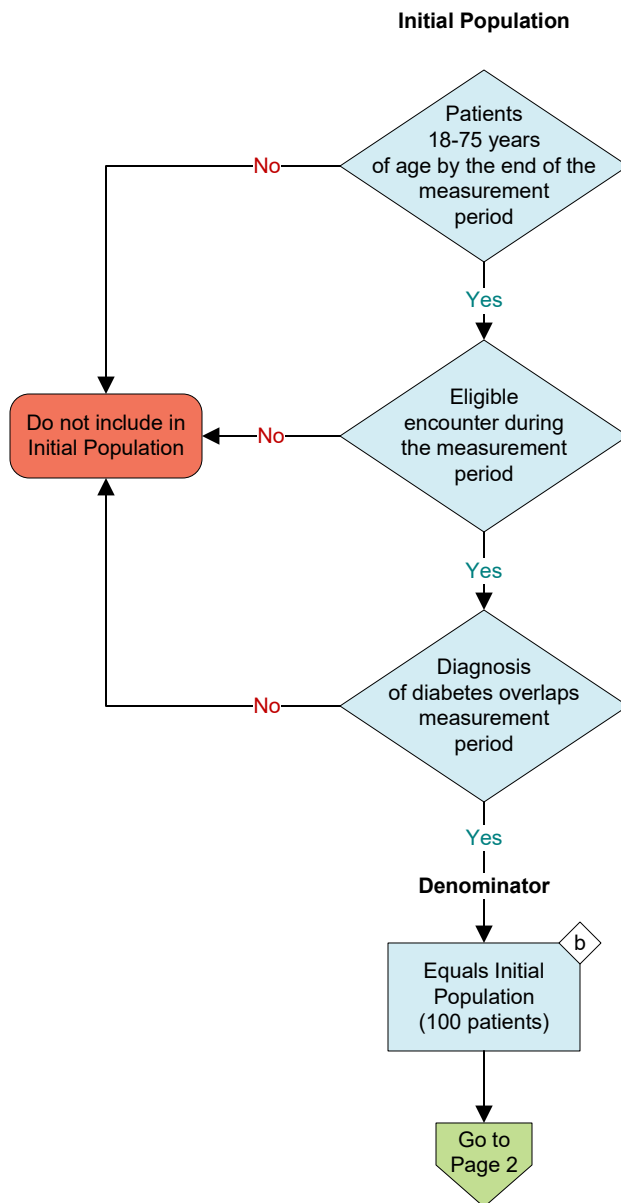 Initial Population
Patients
18-75 years
of age by the end of the
measurement
period
No
Yes
Eligible
encounter during
the measurement
period
Do not include in
Initial Population
No
Yes
Diagnosis
of diabetes overlaps
measurement
period
No
Yes
Denominator
b
Equals Initial
Population
(100 patients)
Go to
Page 2